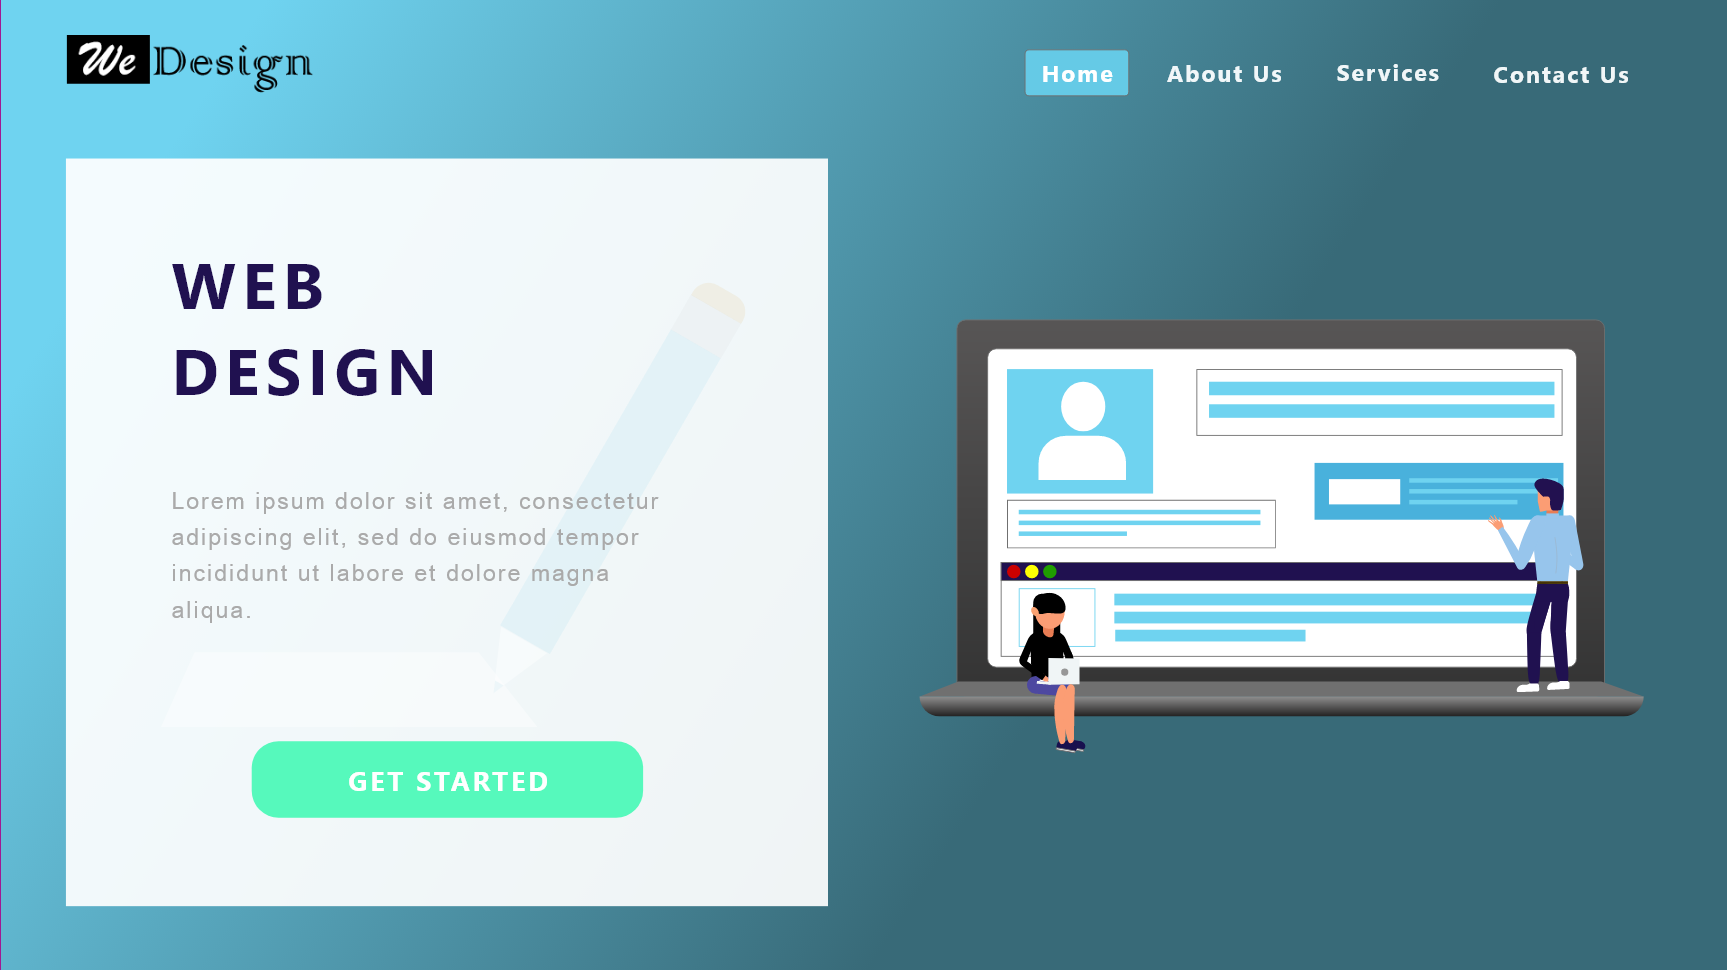 We Design
Home
About Us
Services
Contact Us
WEB
DESIGN
Lorem ipsum dolor sit amet, consectetur
adipiscing elit, sed do eiusmod tempor
incididunt ut labore et dolore magna
aliqua.
GET STARTED